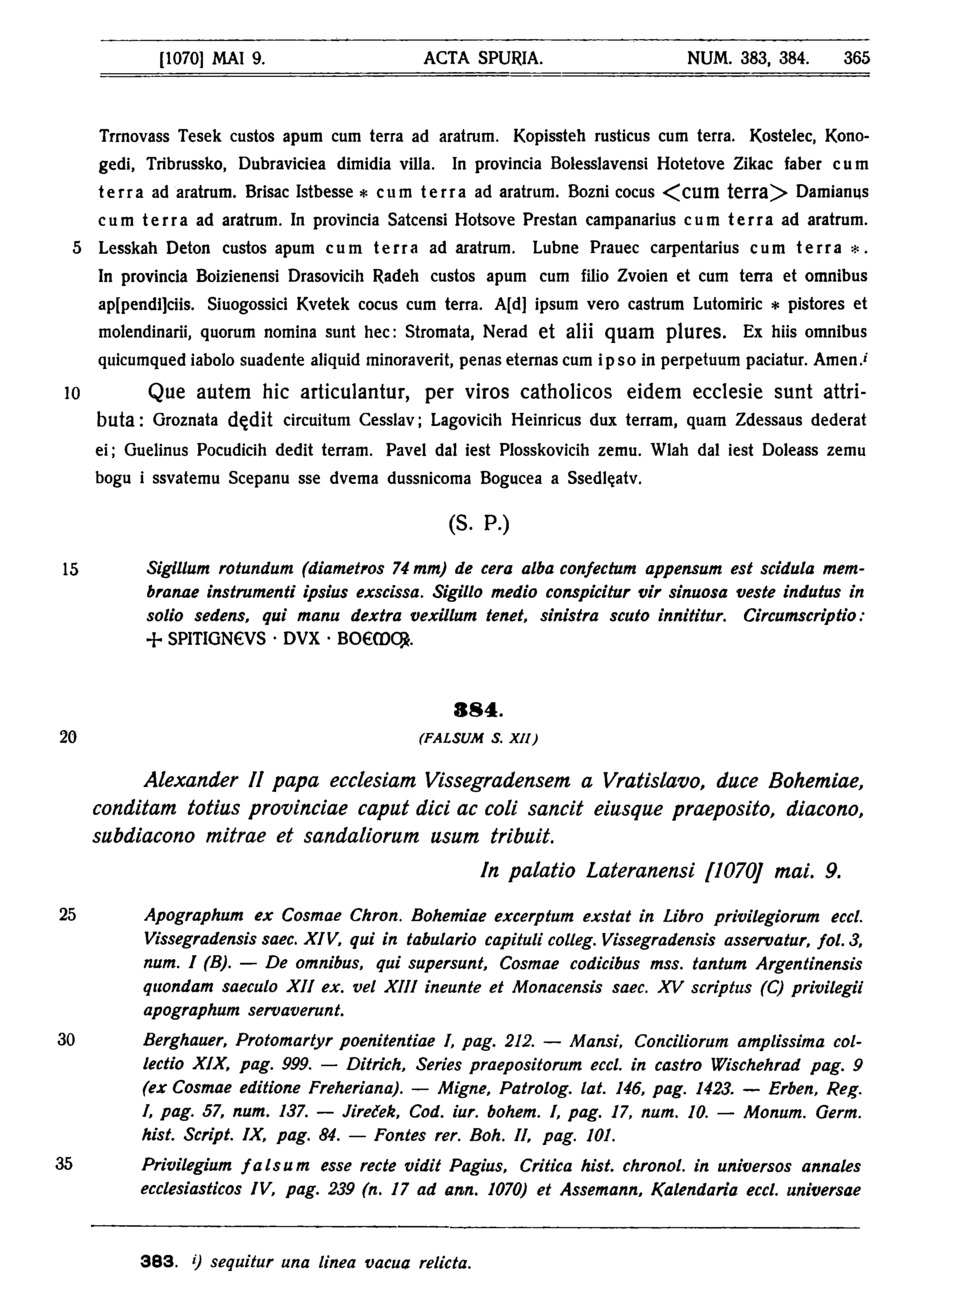 [1070] MAI 9. ACTA SPURIA. NUM. 383, 384. 365
Trrnovass Tesek custos apum cum terra ad aratrum. Kopissteh rusticus cum terra. Kostelec, Kono-
gedi, Tribrussko, Dubraviciea dimidia villa. In provincia Bolesslavensi Hotetove Zikac faber cum
terra ad aratrum. Brisac Istbesse * cum terra ad aratrum. Bozni cocus <cum terra> Damianus
cum terra ad aratrum. In provincia Satcensi Hotsove Prestan campanarius cum terra ad aratrum.
5 Lesskah Deton custos apum cum terra ad aratrum. Lubne Prauec carpentarius cum terra *.
In provincia Boizienensi Drasovicih Radeh custos apum cum filio Zvoien et cum terra et omnibus
ap[pendi]ciis. Siuogossici Kvetek cocus cum terra. A[d] ipsum vero castrum Lutomiric * pistores et
molendinarii, quorum nomina sunt hec: Stromata, Nerad et alii quam plures. Ex hiis omnibus
quicumqued iabolo suadente aliquid minoraverit, penas eternas cum ipso in perpetuum paciatur. Amen.i
10 Que autem hic articulantur, per viros catholicos eidem ecclesie sunt attri-
buta: Groznata dędit circuitum Cesslav; Lagovicih Heinricus dux terram, quam Zdessaus dederat
ei; Guelinus Pocudicih dedit terram. Pavel dal iest Plosskovicih zemu. Wlah dal iest Doleass zemu
bogu i ssvatemu Scepanu sse dvema dussnicoma Bogucea a Ssedlęatv.
(S. P.)
15 Sigillum rotundum (diametros 74 mm) de cera alba confectum appensum est scidula mem-
branae instrumenti ipsius exscissa. Sigillo medio conspicitur vir sinuosa veste indutus in
solio sedens, qui manu dextra vexillum tenet, sinistra scuto innititur. Circumscriptio:
+ SPITIGNEVS · DVX · BOEMOR.
384.
20 (FALSUM S. XII)
Alexander II papa ecclesiam Vissegradensem a Vratislavo, duce Bohemiae,
conditam totius provinciae caput dici ac coli sancit eiusque praeposito, diacono,
subdiacono mitrae et sandaliorum usum tribuit.
In palatio Lateranensi [1070] mai. 9.
25 Apographum ex Cosmae Chron. Bohemiae excerptum exstat in Libro privilegiorum eccl.
Vissegradensis saec. XIV, qui in tabulario capituli colleg. Vissegradensis asservatur, fol. 3,
num. I (B). — De omnibus, qui supersunt, Cosmae codicibus mss. tantum Argentinensis
quondam saeculo XII ex. vel XIII ineunte et Monacensis saec. XV scriptus (C) privilegii
apographum servaverunt.
30 Berghauer, Protomartyr poenitentiae I, pag. 212. — Mansi, Conciliorum amplissima col-
lectio XIX, pag. 999. — Ditrich, Series praepositorum eccl. in castro Wischehrad pag. 9
(ex Cosmae editione Freheriana). — Migne, Patrolog. lat. 146, pag. 1423. — Erben, Reg.
I, pag. 57, num. 137. — Jireček, Cod. iur. bohem. I, pag. 17, num. 10. — Monum. Germ.
hist. Script. IX, pag. 84. — Fontes rer. Boh. II, pag. 101.
35 Privilegium falsum esse recte vidit Pagius, Critica hist. chronol. in universos annales
ecclesiasticos IV, pag. 239 (n. 17 ad ann. 1070) et Assemann, Kalendaria eccl. universae
383. i) sequitur una linea vacua relicta.